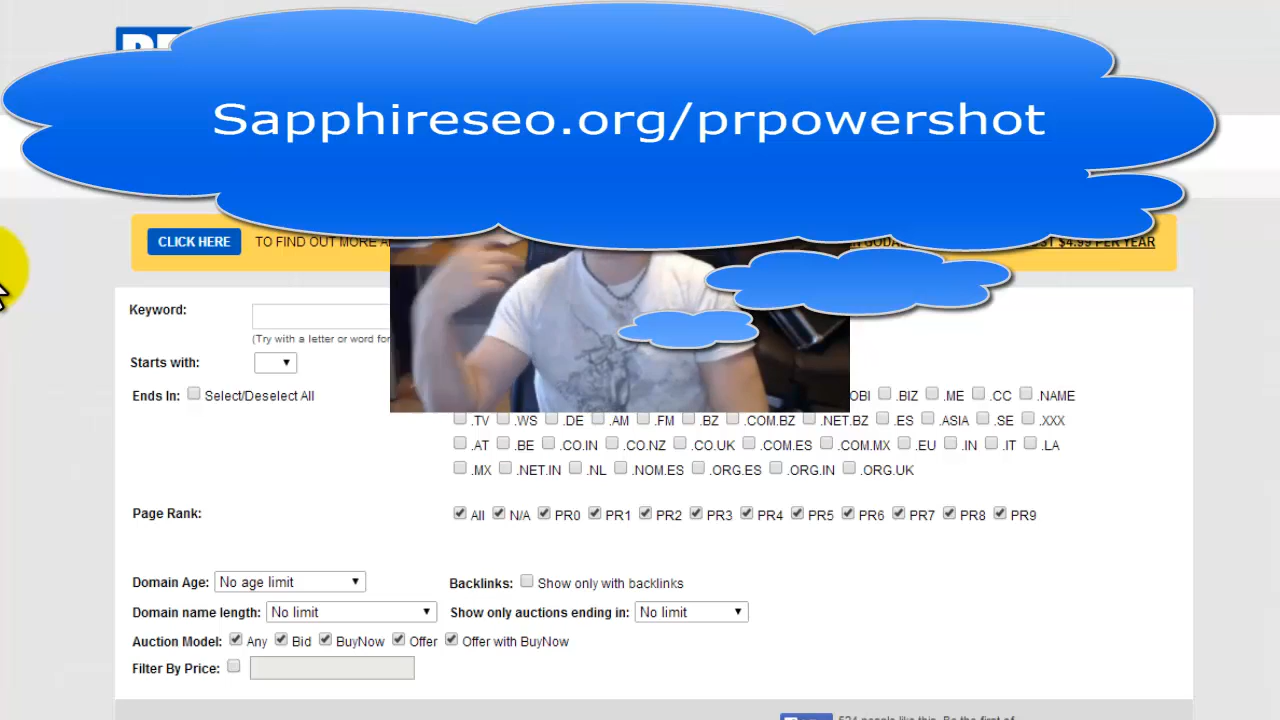 Sapphireseo.org/prpowershot
CLICK HERE TO FIND OUT MORE
$4.99 PER YEAR
Keyword:
(Try with a letter or word for
Starts with:
Ends In: Select/Deselect All
.BIZ .ME .CC .NAME
.TV .WS .DE .AM .FM .BZ .COM.BZ .NET.BZ .ES .ASIA .SE .XXX
.AT .BE .CO.IN .CO.NZ .CO.UK .COM.ES .COM.MX .EU .IN .IT .LA
.MX .NET.IN .NL .NOM.ES .ORG.ES .ORG.IN .ORG.UK
Page Rank: All N/A PR0 PR1 PR2 PR3 PR4 PR5 PR6 PR7 PR8 PR9
Domain Age: No age limit Backlinks: Show only with backlinks
Domain name length: No limit Show only auctions ending in: No limit
Auction Model: Any Bid BuyNow Offer Offer with BuyNow
Filter By Price: